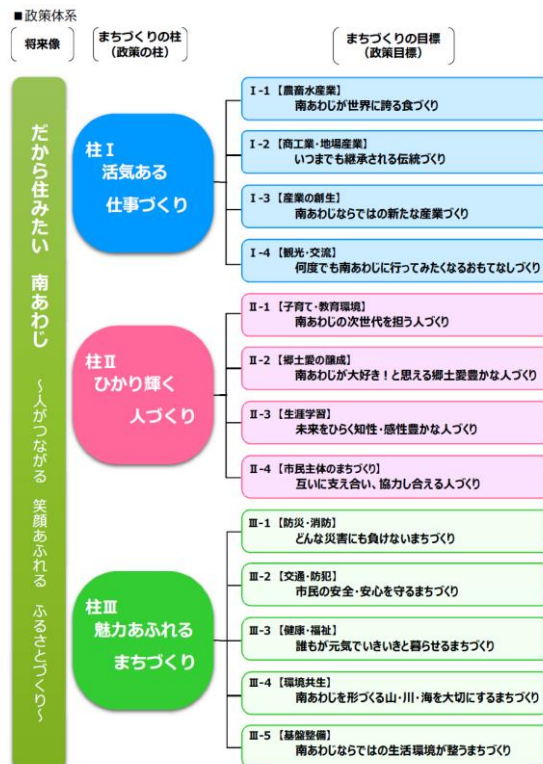 ■政策体系
将来像
まちづくりの柱
（政策の柱）
まちづくりの目標
（政策目標）
だから住みたい　南あわじ
～人がつながる　笑顔あふれる　ふるさとづくり～
柱Ⅰ
活気ある
仕事づくり
Ⅰ-1【農畜水産業】
南あわじが世界に誇る食づくり
Ⅰ-2【商工業・地場産業】
いつまでも継承される伝統づくり
Ⅰ-3【産業の創生】
南あわじならではの新たな産業づくり
Ⅰ-4【観光・交流】
何度でも南あわじに行ってみたくなるおもてなしづくり
柱Ⅱ
ひかり輝く
人づくり
Ⅱ-1【子育て・教育環境】
南あわじの次世代を担う人づくり
Ⅱ-2【郷土愛の醸成】
南あわじが大好き！と思える郷土愛豊かな人づくり
Ⅱ-3【生涯学習】
未来をひらく知性・感性豊かな人づくり
Ⅱ-4【市民主体のまちづくり】
互いに支え合い、協力し合える人づくり
柱Ⅲ
魅力あふれる
まちづくり
Ⅲ-1【防災・消防】
どんな災害にも負けないまちづくり
Ⅲ-2【交通・防犯】
市民の安全・安心を守るまちづくり
Ⅲ-3【健康・福祉】
誰もが元気でいきいきと暮らせるまちづくり
Ⅲ-4【環境共生】
南あわじを形づくる山・川・海を大切にするまちづくり
Ⅲ-5【基盤整備】
南あわじならではの生活環境が整うまちづくり